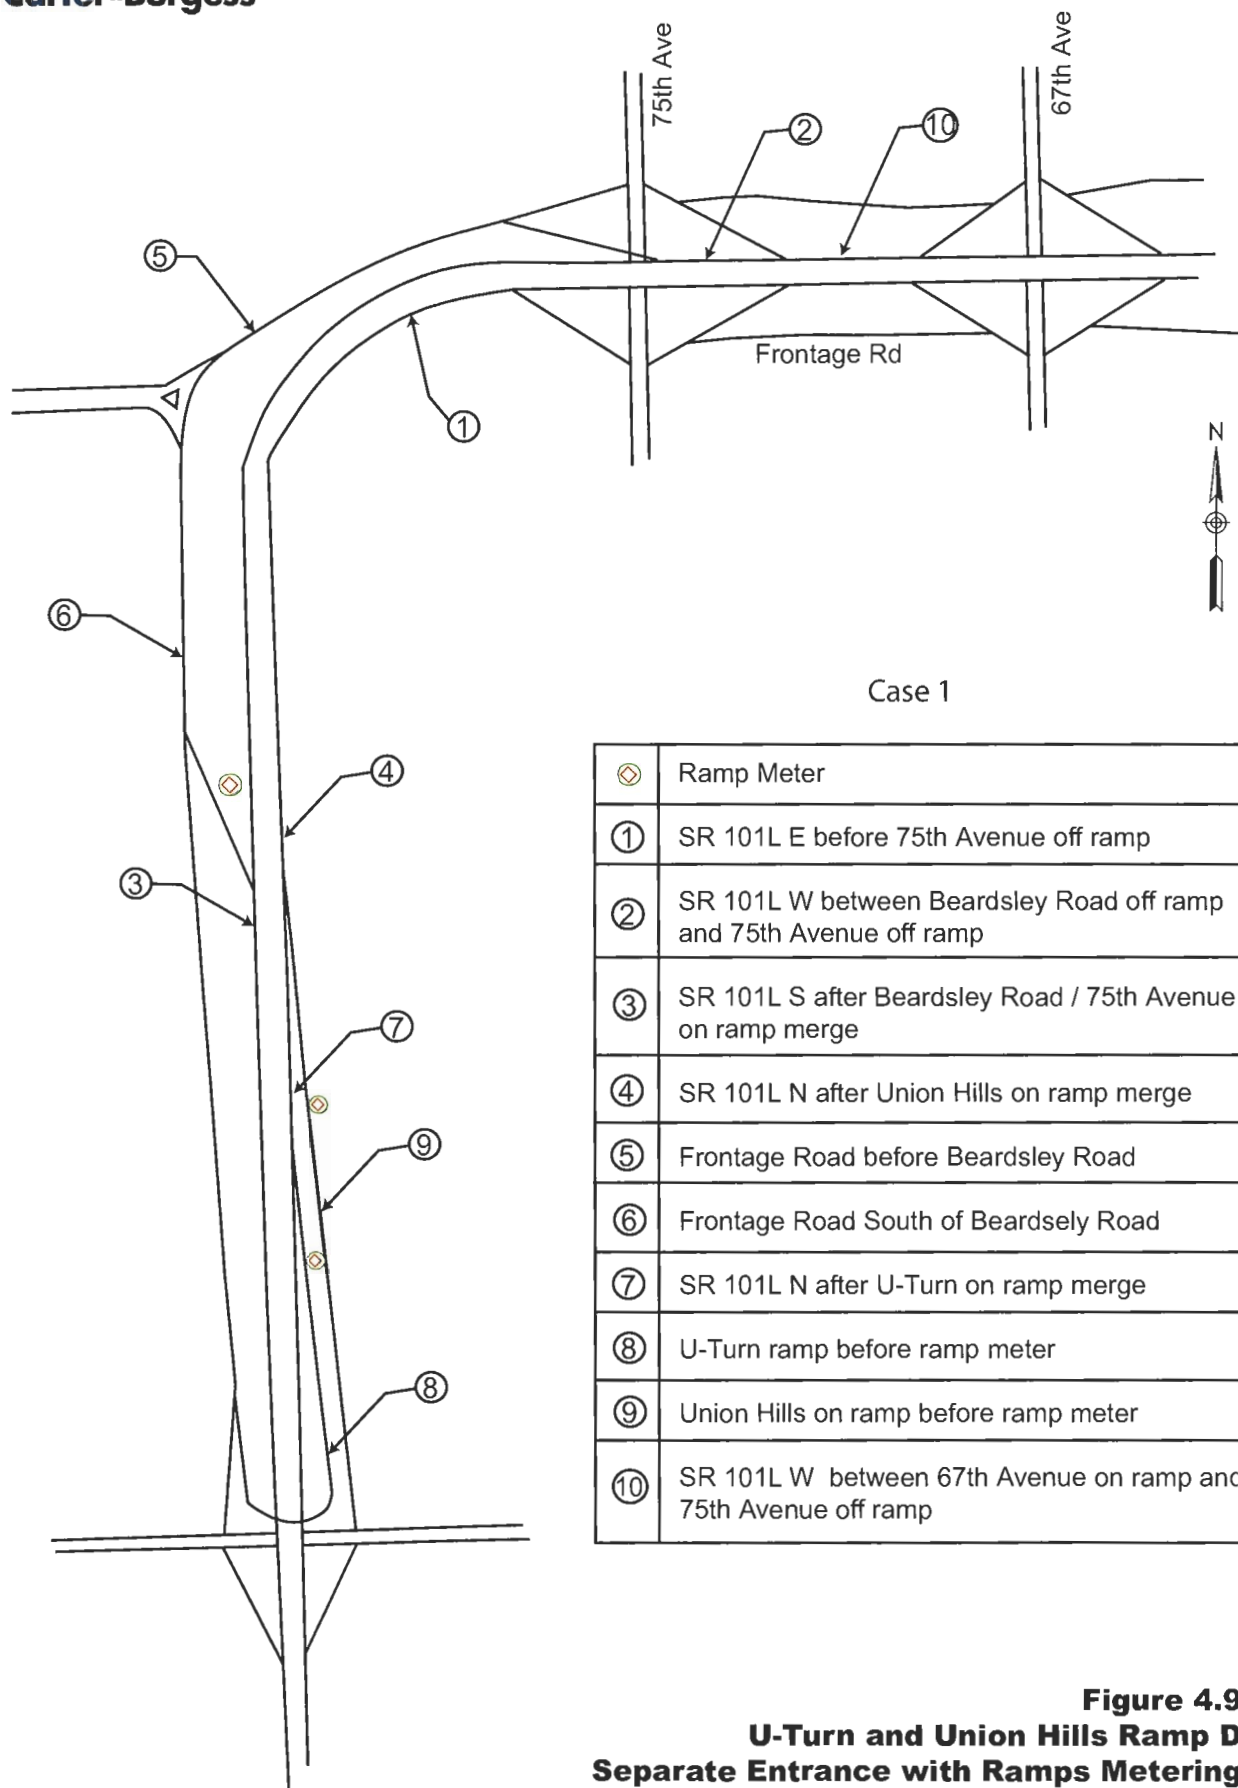 Carter-Burgess
75th Ave
67th Ave
2
10
5
Frontage Rd
1
N
6
Case 1
4
Ramp Meter
1 SR 101L E before 75th Avenue off ramp
3
2 SR 101L W between Beardsley Road off ramp
and 75th Avenue off ramp
3 SR 101L S after Beardsley Road / 75th Avenue
on ramp merge
7
4 SR 101L N after Union Hills on ramp merge
9
5 Frontage Road before Beardsley Road
6 Frontage Road South of Beardsely Road
7 SR 101L N after U-Turn on ramp merge
8 U-Turn ramp before ramp meter
8
9 Union Hills on ramp before ramp meter
10 SR 101L W between 67th Avenue on ramp and
75th Avenue off ramp
Figure 4.9
U-Turn and Union Hills Ramp D
Separate Entrance with Ramps Metering